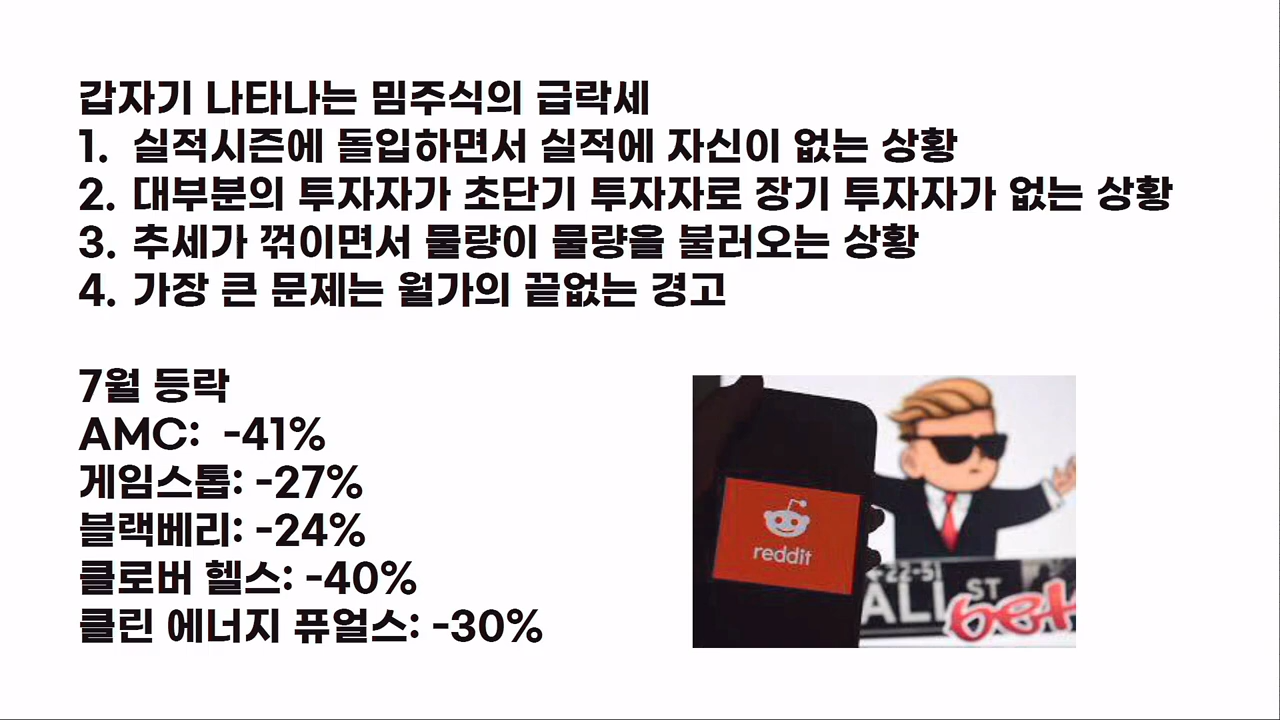 갑자기 나타나는 밈주식의 급락세
1. 실적시즌에 돌입하면서 실적에 자신이 없는 상황
2. 대부분의 투자자가 초단기 투자자로 장기 투자자가 없는 상황
3. 추세가 꺾이면서 물량이 물량을 불러오는 상황
4. 가장 큰 문제는 월가의 끝없는 경고
7월 등락
AMC: -41%
게임스톱: -27%
블랙베리: -24%
클로버 헬스: -40%
클린 에너지 퓨얼스: -30%
reddit
ALL ST